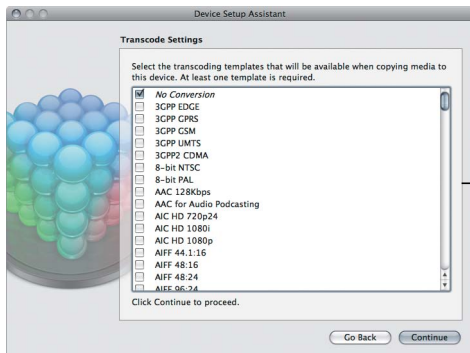 Device Setup Assistant
Transcode Settings
Select the transcoding templates that will be available when copying media to
this device. At least one template is required.
No Conversion
3GPP EDGE
3GPP GPRS
3GPP GSM
3GPP UMTS
3GPP2 CDMA
8-bit NTSC
8-bit PAL
AAC 128Kbps
AAC for Audio Podcasting
AIC HD 720p24
AIC HD 1080i
AIC HD 1080p
AIFF 44.1:16
AIFF 48:16
AIFF 48:24
AIFF 96:24
Click Continue to proceed.
Go Back
Continue